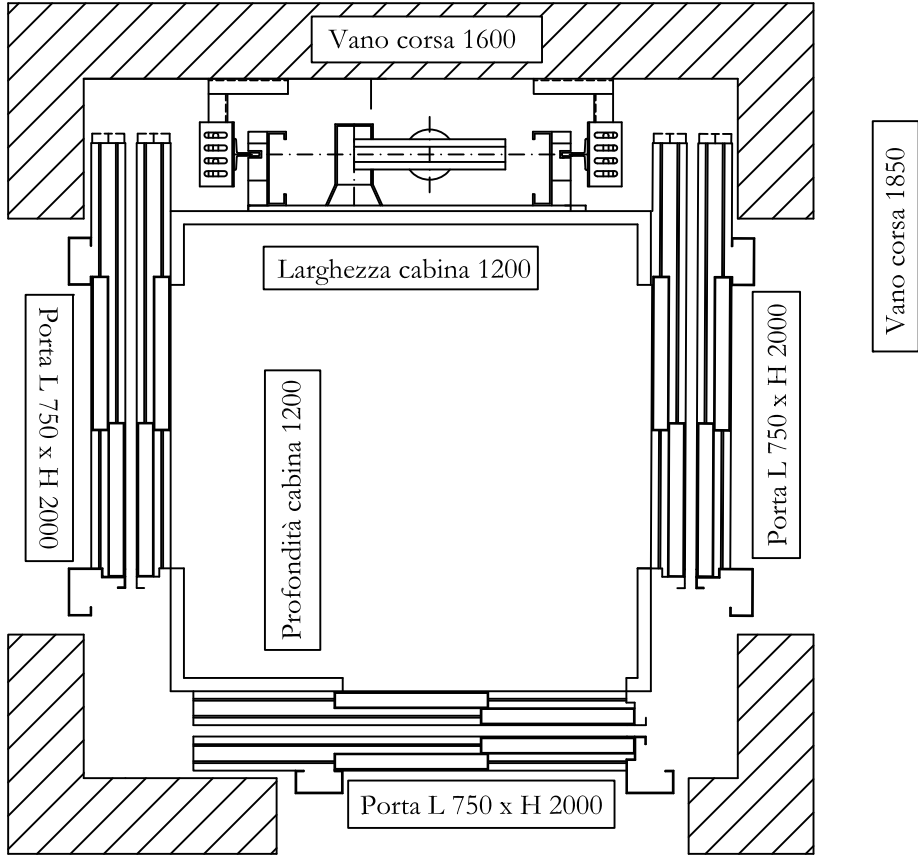 Vano corsa 1600
Vano corsa 1850
Larghezza cabina 1200
Porta L 750 x H 2000
Porta L 750 x H 2000
Profondità cabina 1200
Porta L 750 x H 2000